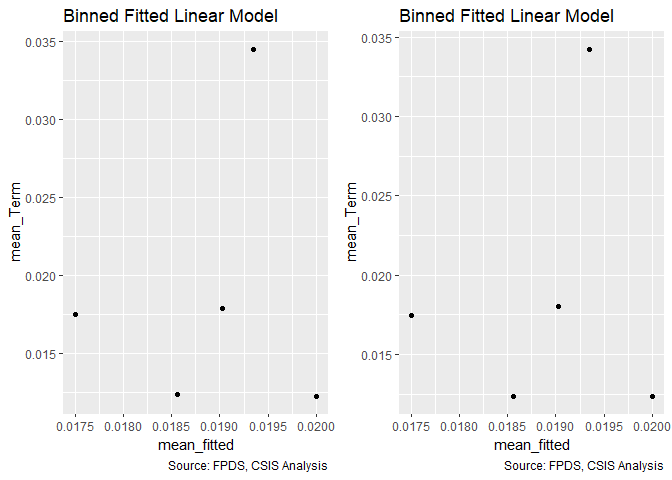 Binned Fitted Linear Model
0.035
0.030
0.025
0.020
0.015
mean_Term
0.0175 0.0180 0.0185 0.0190 0.0195 0.0200
mean_fitted
Source: FPDS, CSIS Analysis
Binned Fitted Linear Model
0.035
0.030
0.025
0.020
0.015
mean_Term
0.0175 0.0180 0.0185 0.0190 0.0195 0.0200
mean_fitted
Source: FPDS, CSIS Analysis